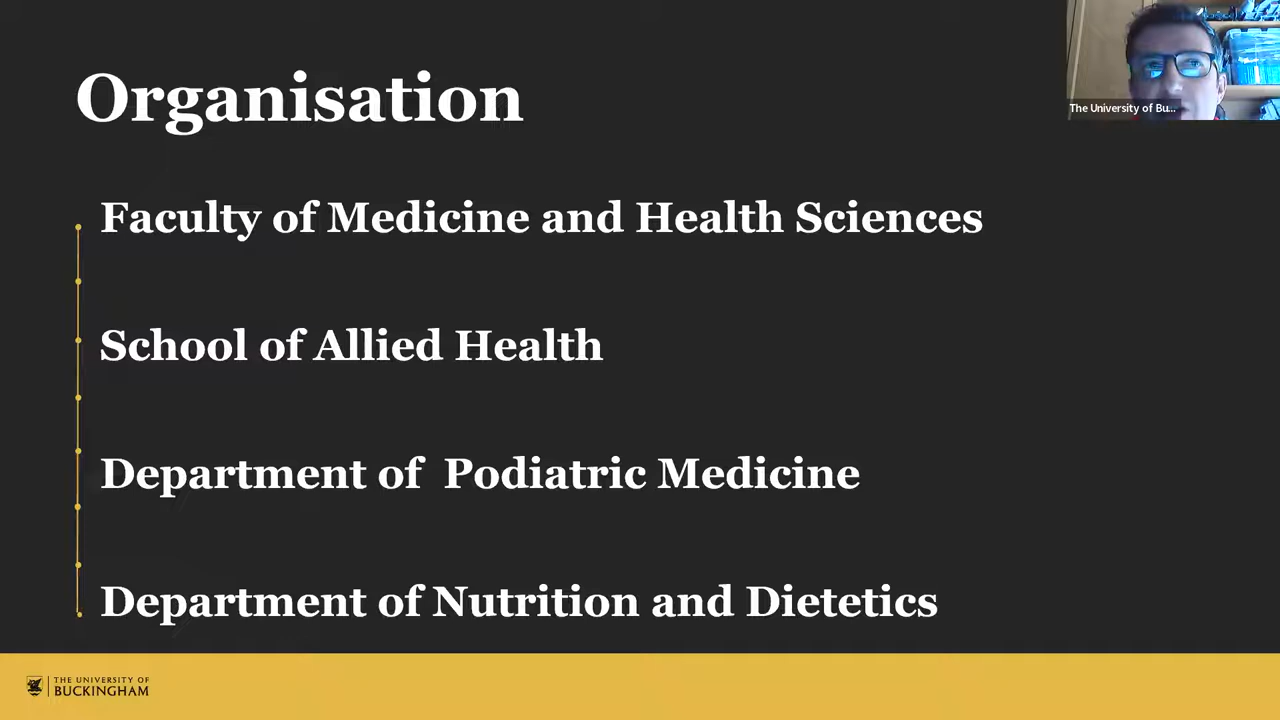 Organisation
The University of Bu...
Faculty of Medicine and Health Sciences
School of Allied Health
Department of Podiatric Medicine
Department of Nutrition and Dietetics
THE UNIVERSITY OF
BUCKINGHAM